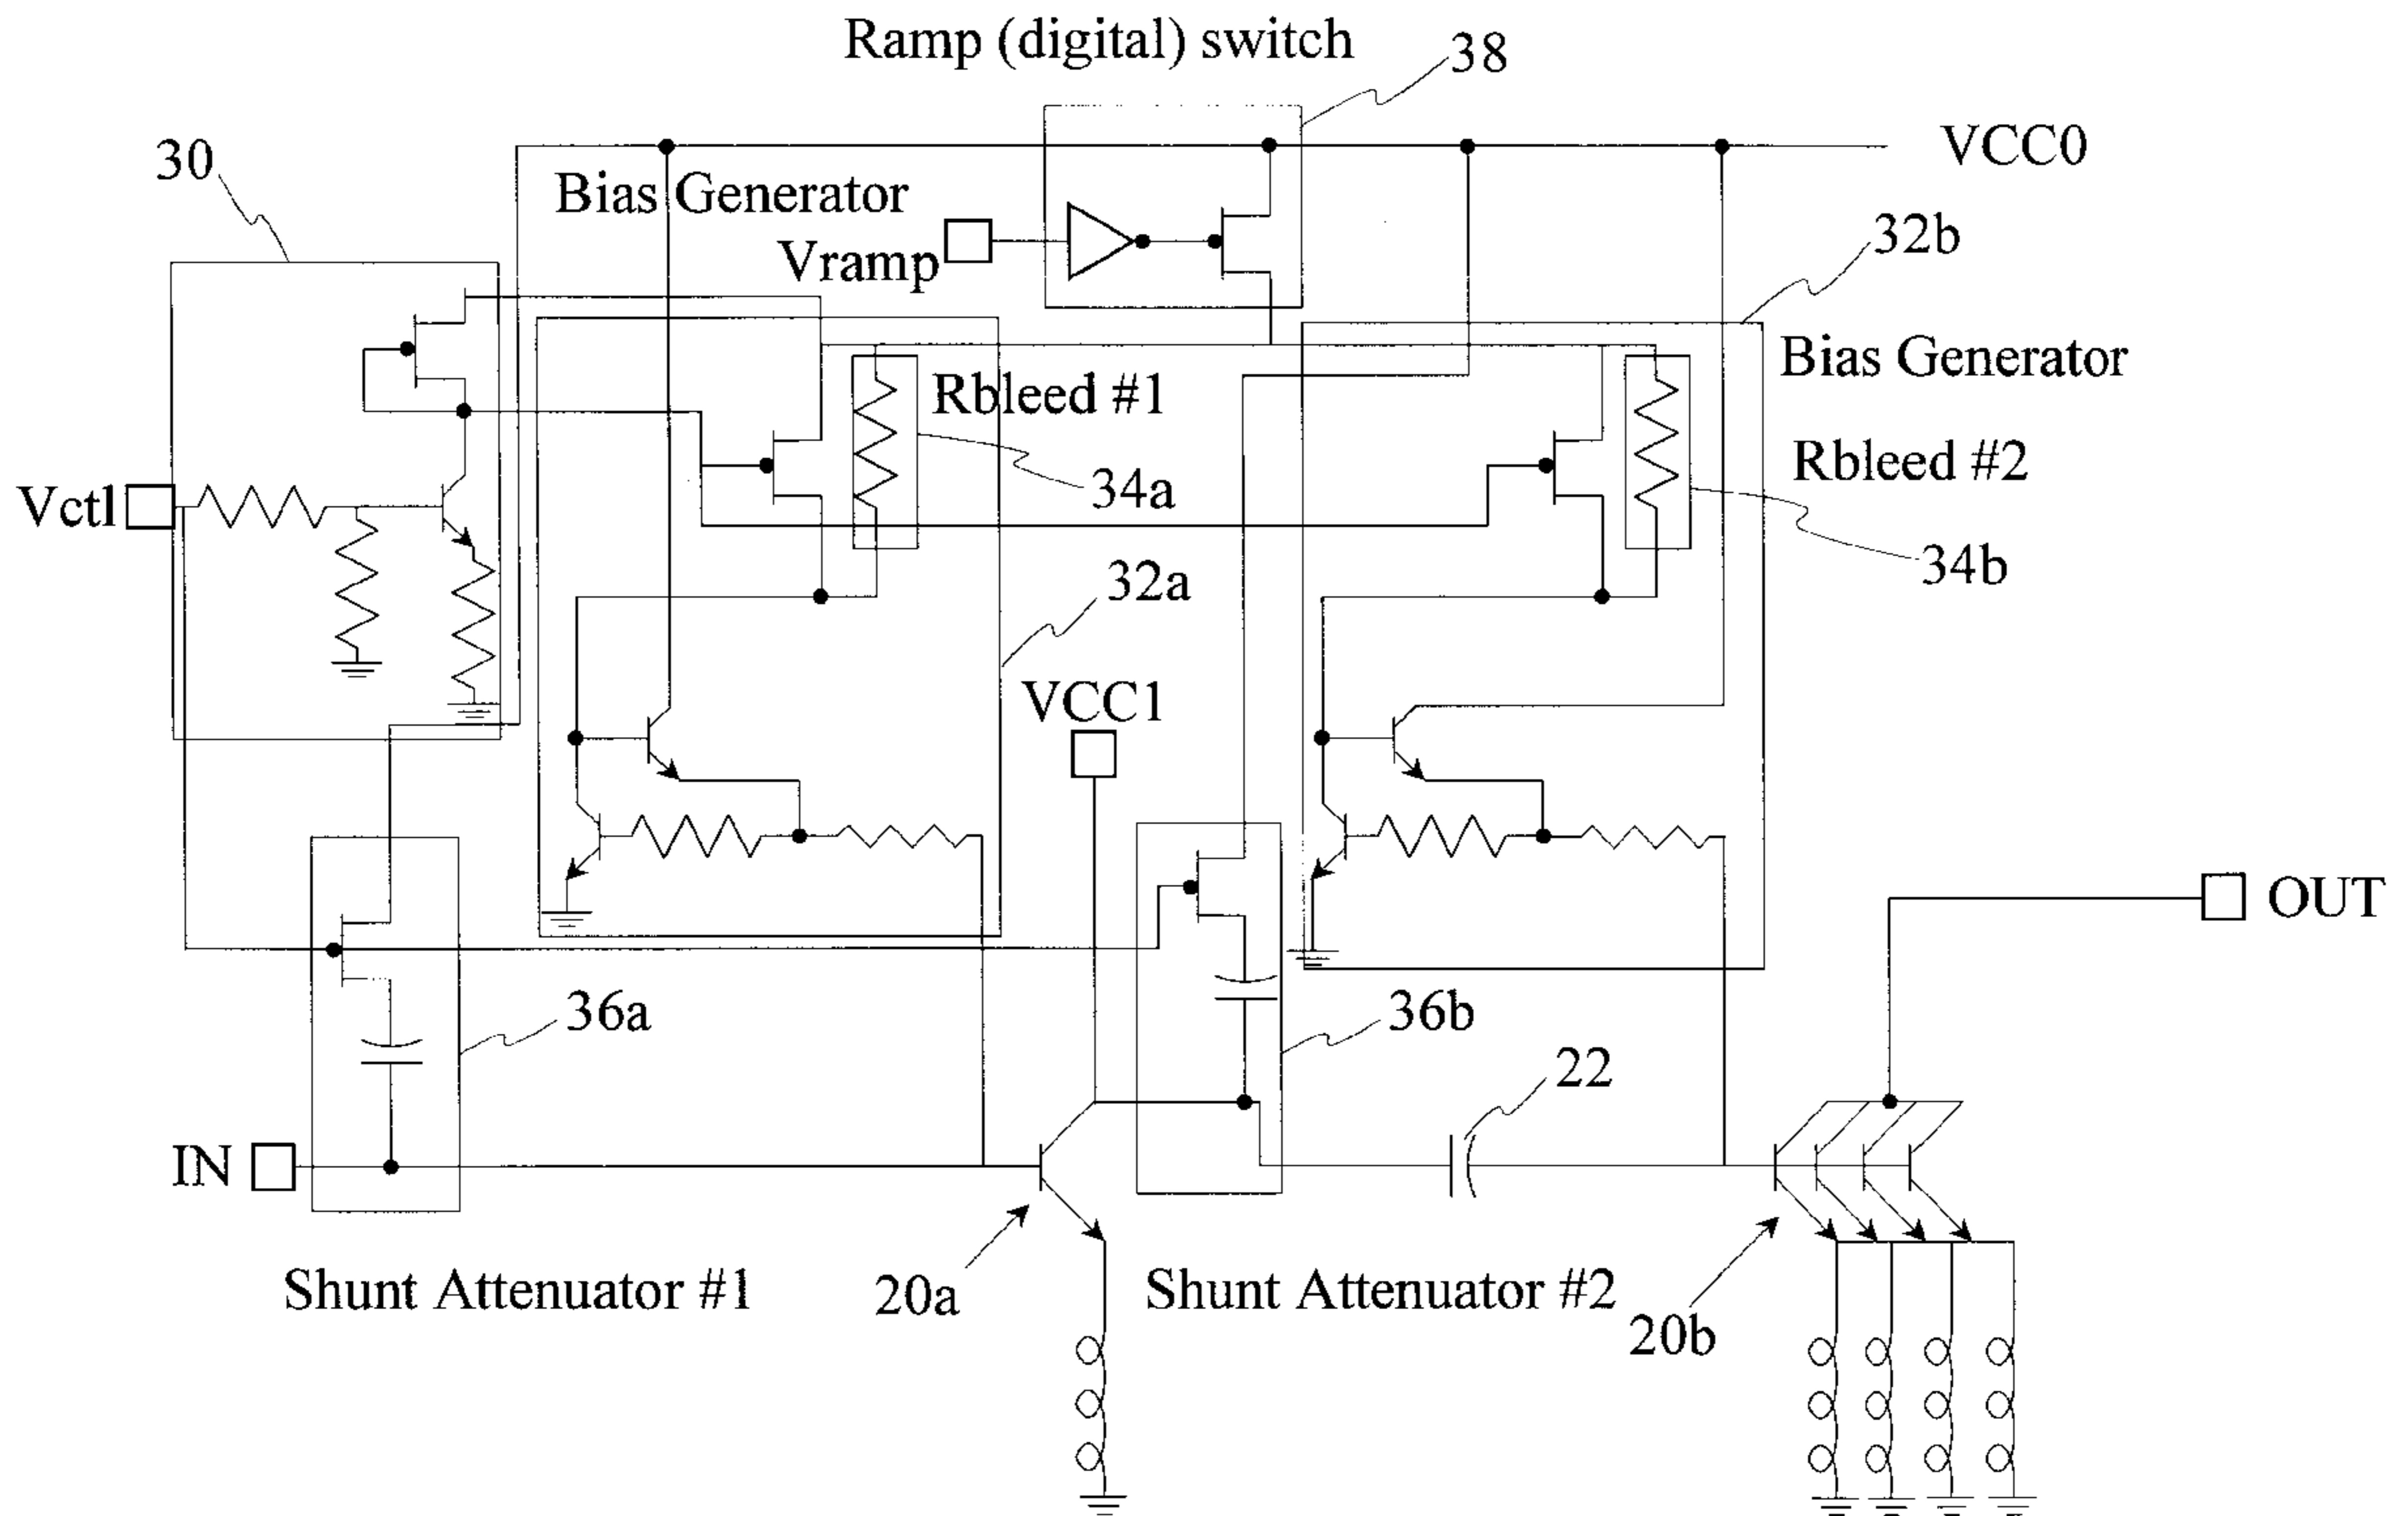 Ramp (digital) switch
38
30
VCC0
Bias Generator
Vramp
32b
Bias Generator
Rbleed #1
Rbleed #2
34a
Vctl
34b
32a
VCC1
OUT
36a
36b
22
IN
Shunt Attenuator #1
20a
Shunt Attenuator #2
20b